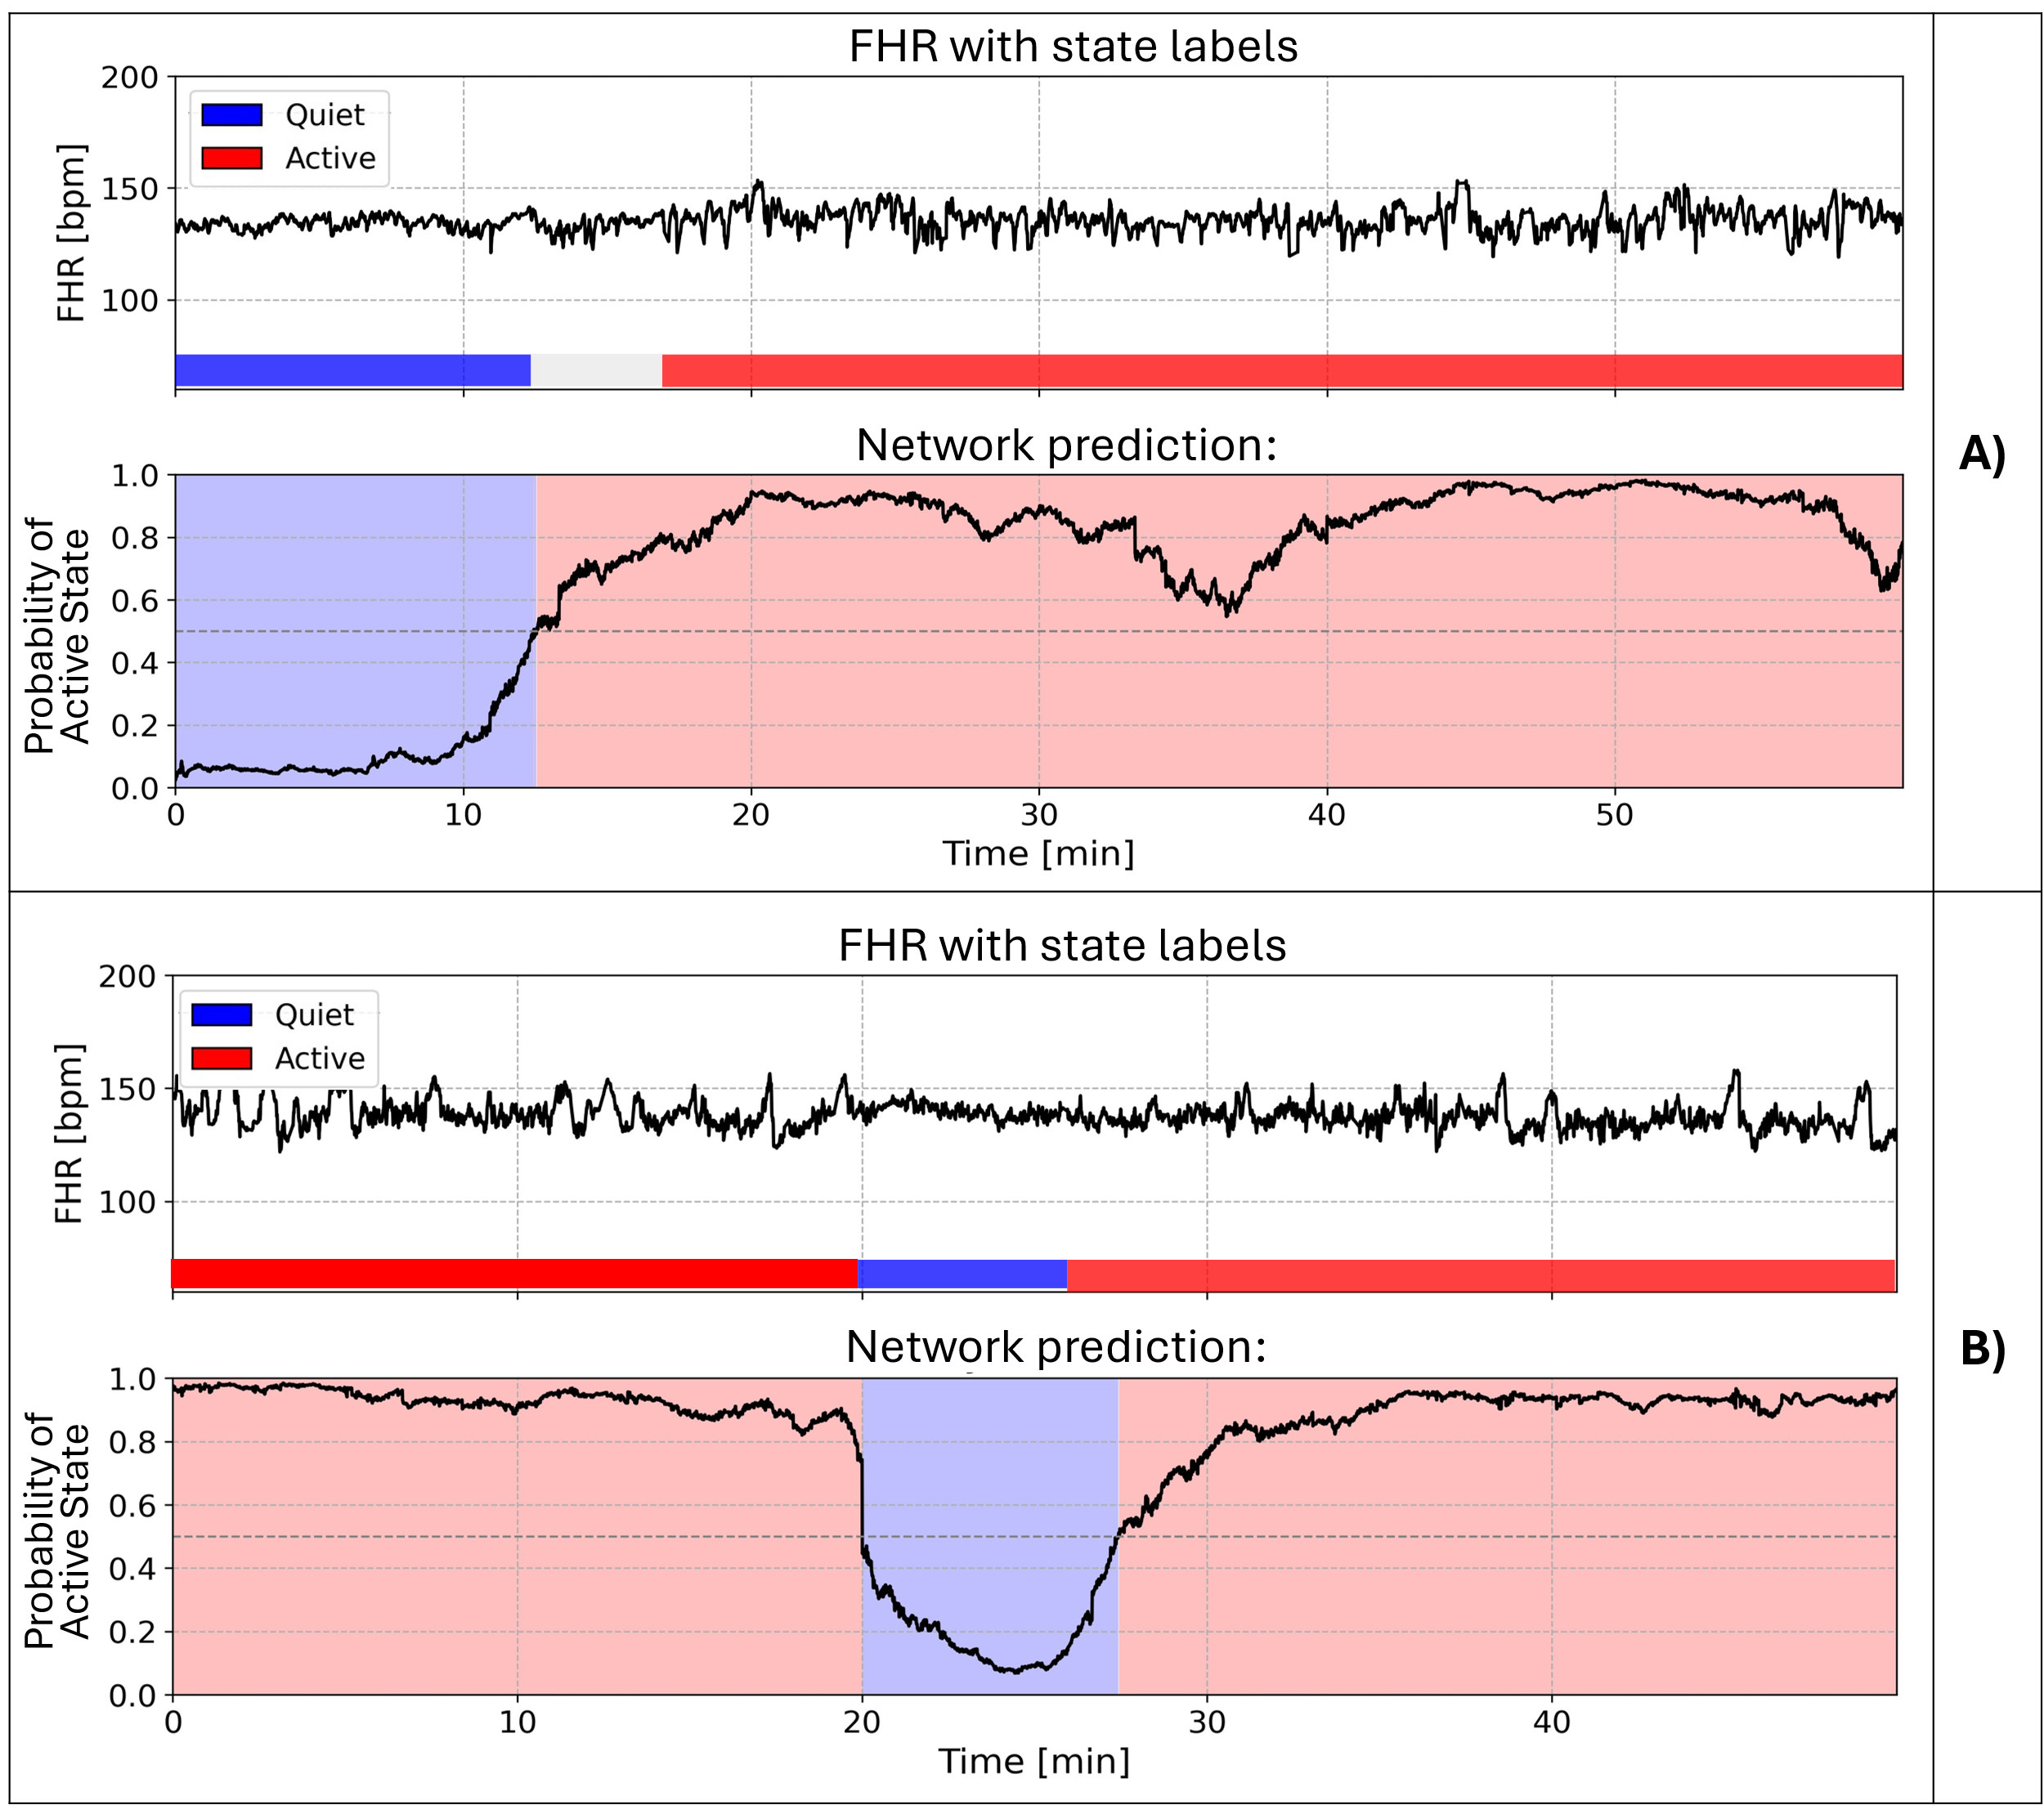 FHR with state labels
200
150
100
FHR [bpm]
Quiet
Active
Network prediction:
1.0
0.8
0.6
0.4
0.2
0.0
Probability of
Active State
0 10 20 30 40 50
Time [min]
A)
FHR with state labels
200
150
100
FHR [bpm]
Quiet
Active
Network prediction:
1.0
0.8
0.6
0.4
0.2
0.0
Probability of
Active State
0 10 20 30 40
Time [min]
B)